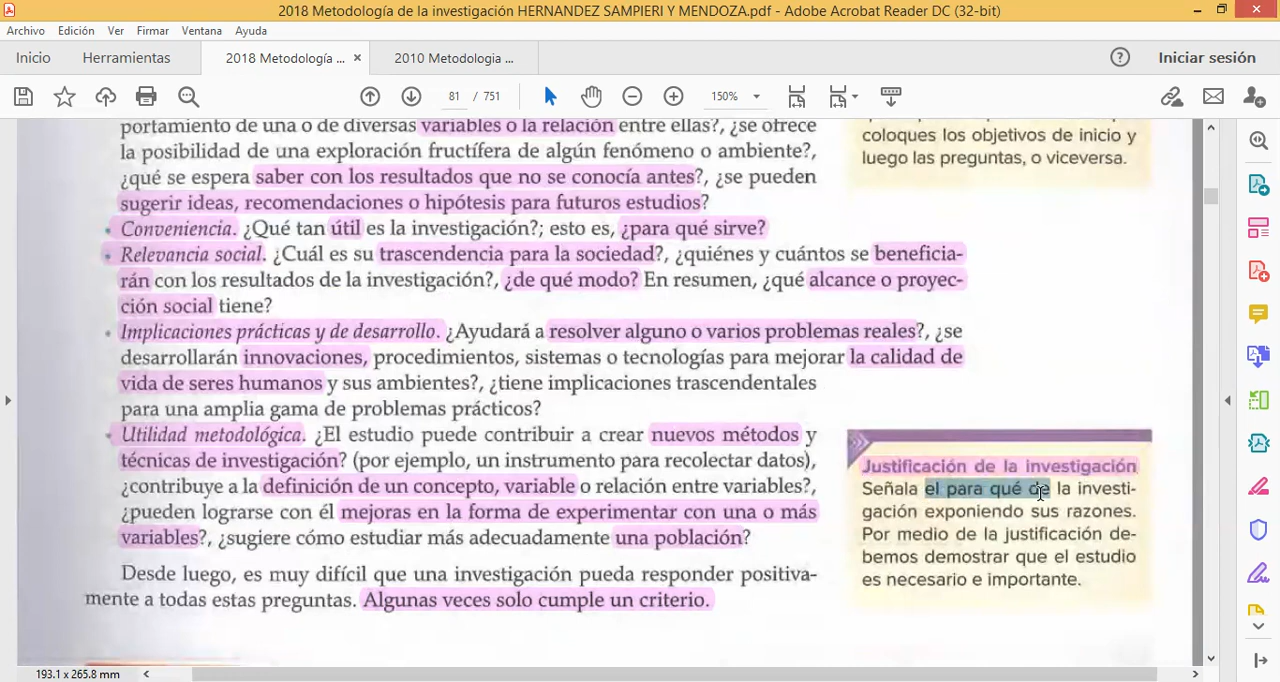 2018 Metodología de la investigación HERNANDEZ SAMPIERI Y MENDOZA.pdf - Adobe Acrobat Reader DC (32-bit)
Archivo Edición Ver Firmar Ventana Ayuda
Inicio Herramientas 2018 Metodología ... × 2010 Metodologia ... Iniciar sesión
81 / 751 150%
portamiento de una o de diversas variables o la relación entre ellas?, ¿se ofrece
la posibilidad de una exploración fructífera de algún fenómeno o ambiente?,
¿qué se espera saber con los resultados que no se conocía antes?, ¿se pueden
sugerir ideas, recomendaciones o hipótesis para futuros estudios?
• Conveniencia. ¿Qué tan útil es la investigación?; esto es, ¿para qué sirve?
• Relevancia social. ¿Cuál es su trascendencia para la sociedad?, ¿quiénes y cuántos se beneficia-
rán con los resultados de la investigación?, ¿de qué modo? En resumen, ¿qué alcance o proyec-
ción social tiene?
• Implicaciones prácticas y de desarrollo. ¿Ayudará a resolver alguno o varios problemas reales?, ¿se
desarrollarán innovaciones, procedimientos, sistemas o tecnologías para mejorar la calidad de
vida de seres humanos y sus ambientes?, ¿tiene implicaciones trascendentales
para una amplia gama de problemas prácticos?
• Utilidad metodológica. ¿El estudio puede contribuir a crear nuevos métodos y
técnicas de investigación? (por ejemplo, un instrumento para recolectar datos),
¿contribuye a la definición de un concepto, variable o relación entre variables?,
¿pueden lograrse con él mejoras en la forma de experimentar con una o más
variables?, ¿sugiere cómo estudiar más adecuadamente una población?
Desde luego, es muy difícil que una investigación pueda responder positiva-
mente a todas estas preguntas. Algunas veces solo cumple un criterio.
coloques los objetivos de inicio y
luego las preguntas, o viceversa.
Justificación de la investigación
Señala el para qué de la investi-
gación exponiendo sus razones.
Por medio de la justificación de-
bemos demostrar que el estudio
es necesario e importante.
193.1 x 265.8 mm